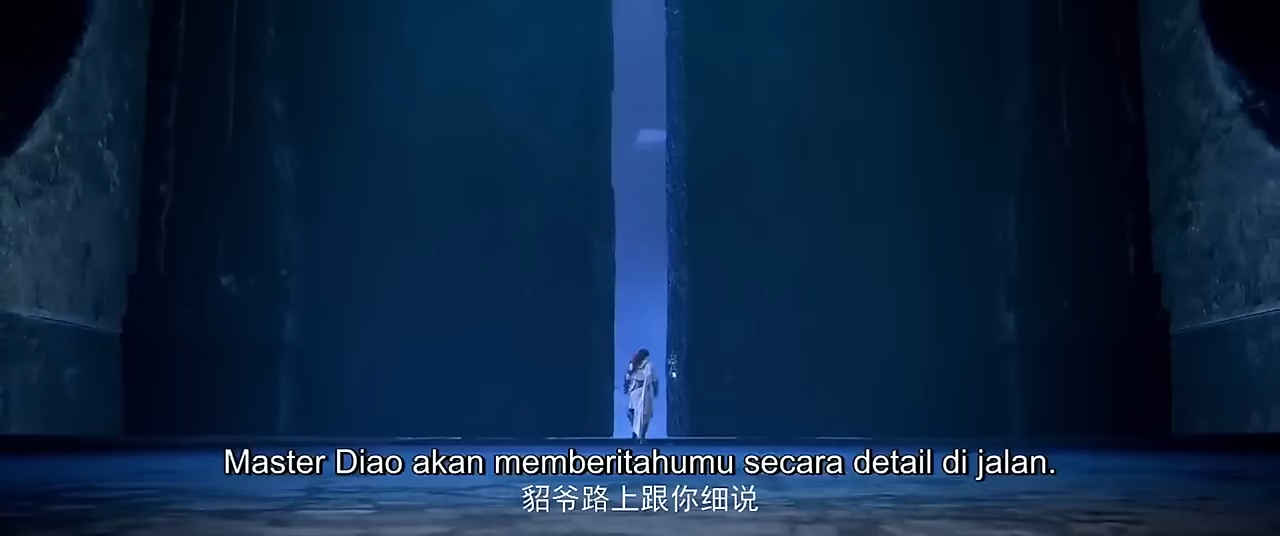 Master Diao akan memberitahumu secara detail di jalan.
貂爷路上跟你细说